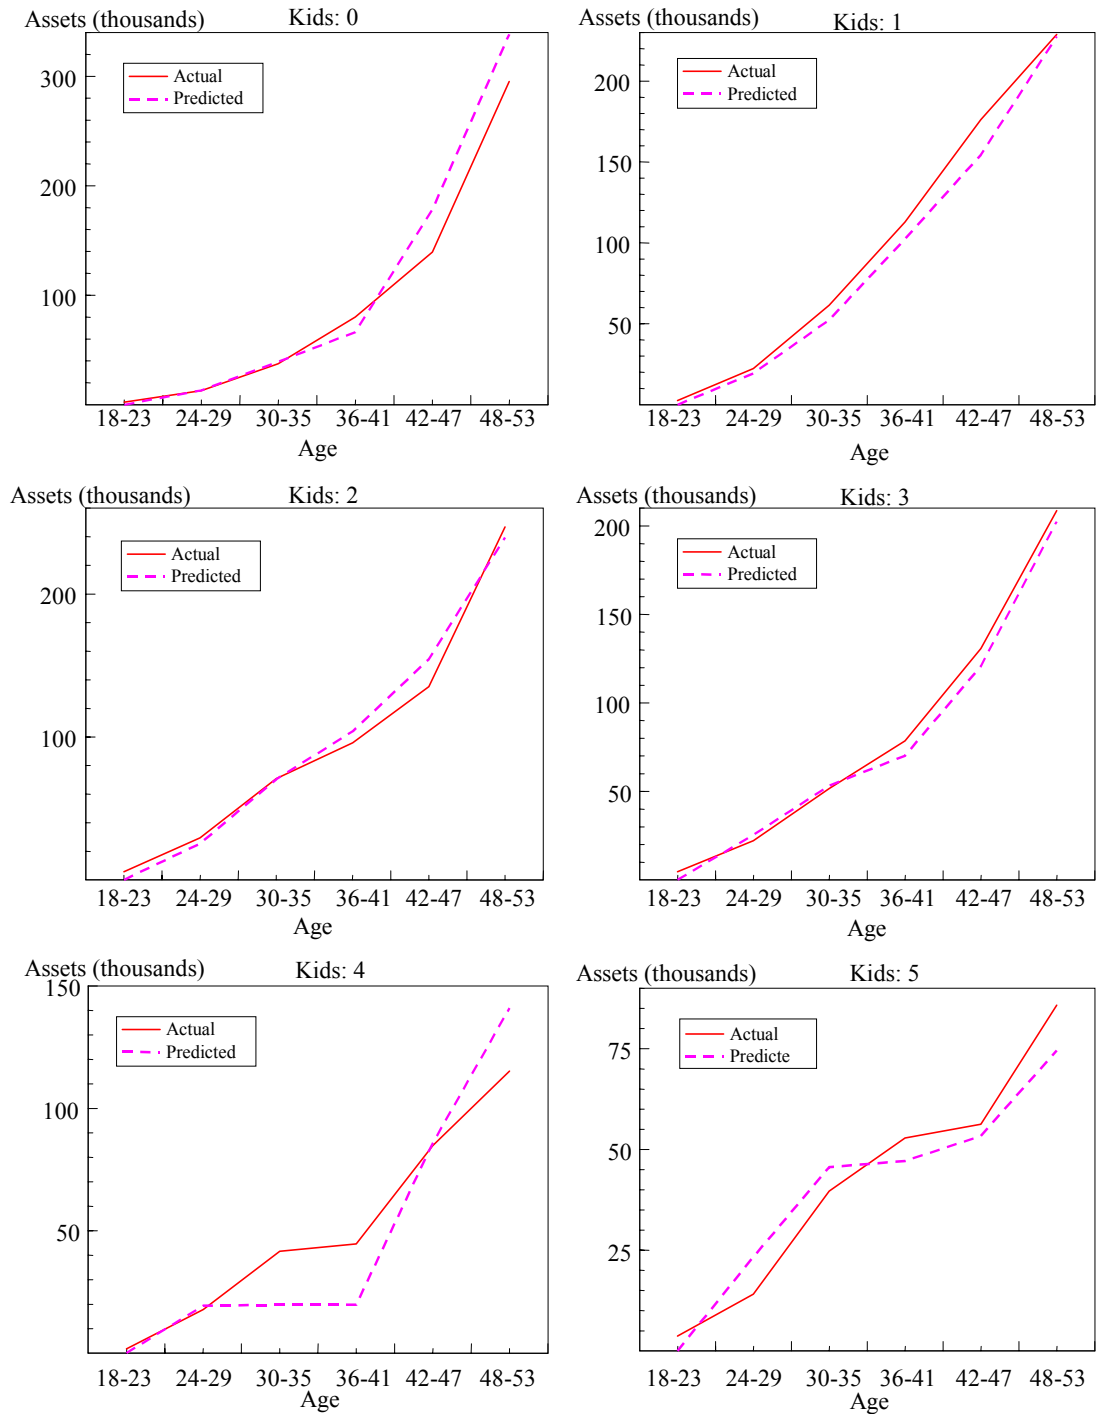 Assets (thousands) Kids: 0
300
200
100
Actual
Predicted
18-23 24-29 30-35 36-41 42-47 48-53
Age
Assets (thousands) Kids: 1
200
150
100
50
Actual
Predicted
18-23 24-29 30-35 36-41 42-47 48-53
Age
Assets (thousands) Kids: 2
200
100
Actual
Predicted
18-23 24-29 30-35 36-41 42-47 48-53
Age
Assets (thousands) Kids: 3
200
150
100
50
Actual
Predicted
18-23 24-29 30-35 36-41 42-47 48-53
Age
Assets (thousands) Kids: 4
150
100
50
Actual
Predicted
18-23 24-29 30-35 36-41 42-47 48-53
Age
Assets (thousands) Kids: 5
75
50
25
Actual
Predicte
18-23 24-29 30-35 36-41 42-47 48-53
Age